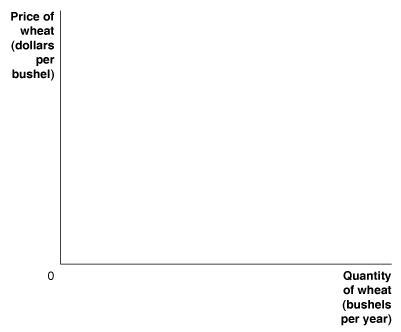 Price of
wheat
(dollars
per
bushel)
0
Quantity
of wheat
(bushels
per year)